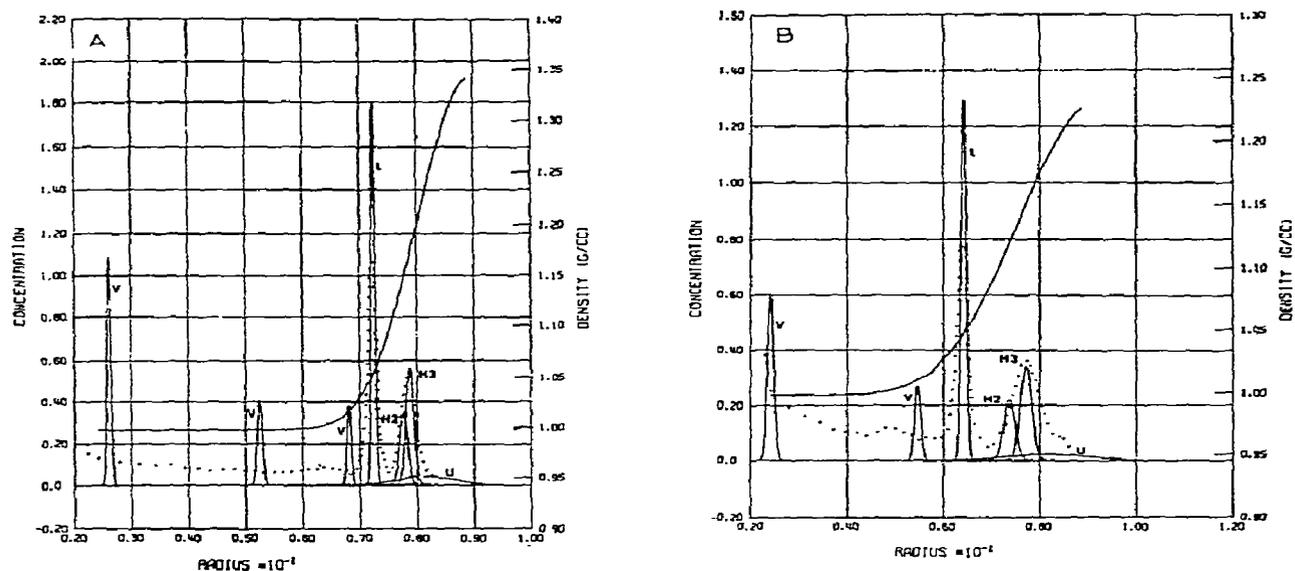 A
2.20
2.00
1.80
1.60
1.40
1.20
1.00
0.80
0.60
0.40
0.20
0.0
-0.20
CONCENTRATION
0.20
0.30
0.40
0.50
0.60
0.70
0.80
0.90
1.00
RADIUS
1.40
1.35
1.30
1.25
1.20
1.15
1.10
1.05
1.00
0.95
0.90
DENSITY (G/CC)
V
V
V
L
H2
H3
U
B
1.60
1.40
1.20
1.00
0.80
0.60
0.40
0.20
0.0
-0.20
CONCENTRATION
0.20
0.40
0.60
0.80
1.00
1.20
RADIUS
1.30
1.25
1.20
1.15
1.10
1.05
1.00
0.95
0.90
DENSITY (G/CC)
V
V
L
H2
H3
U